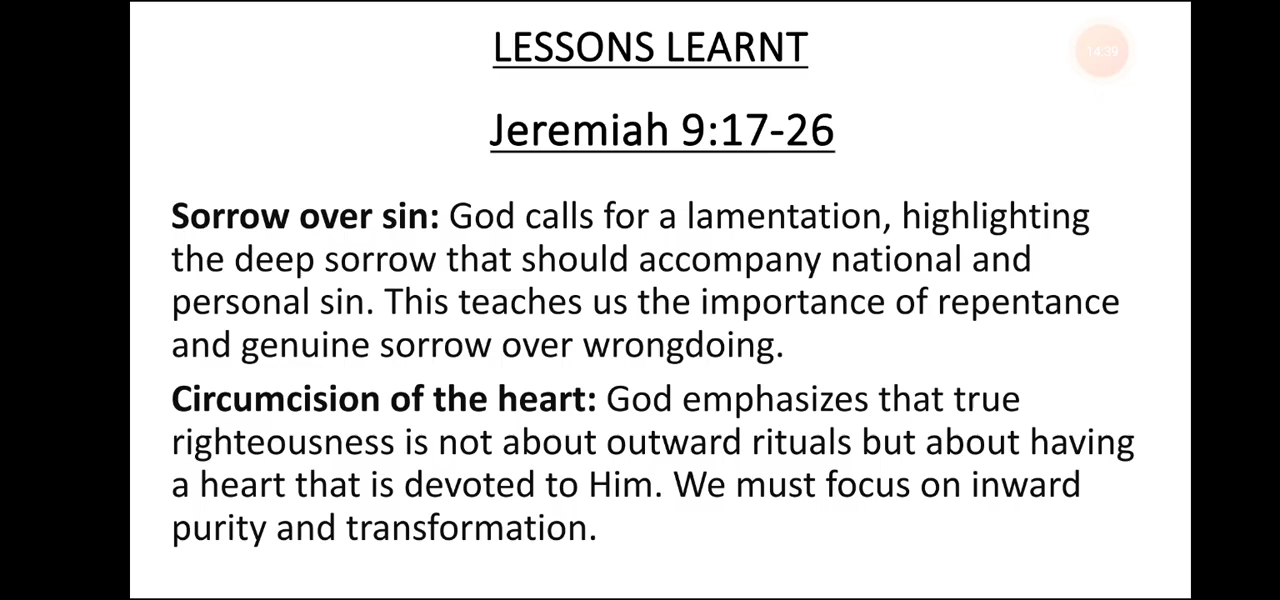 LESSONS LEARNT
14:39
Jeremiah 9:17-26
Sorrow over sin: God calls for a lamentation, highlighting
the deep sorrow that should accompany national and
personal sin. This teaches us the importance of repentance
and genuine sorrow over wrongdoing.
Circumcision of the heart: God emphasizes that true
righteousness is not about outward rituals but about having
a heart that is devoted to Him. We must focus on inward
purity and transformation.